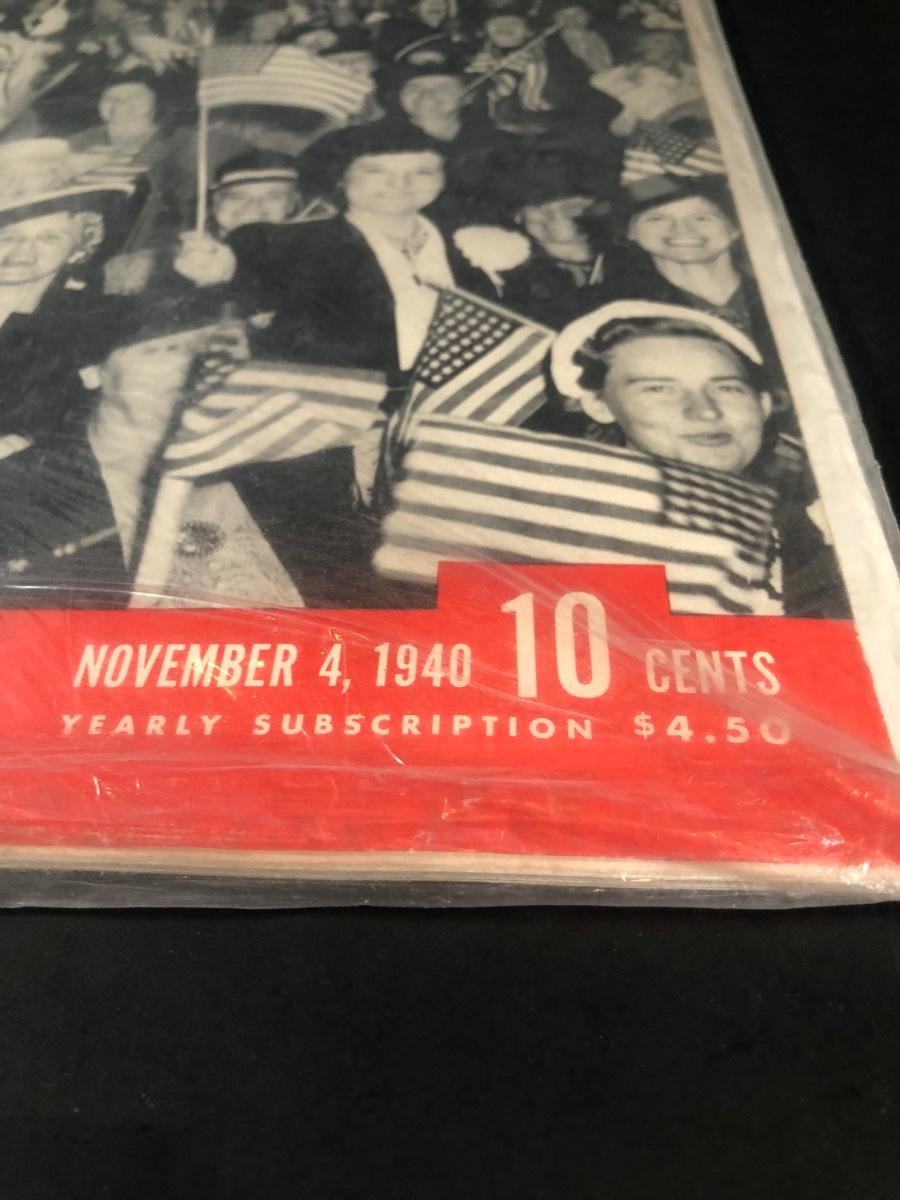 NOVEMBER 4, 1940 10 CENTS
YEARLY SUBSCRIPTION $4.50